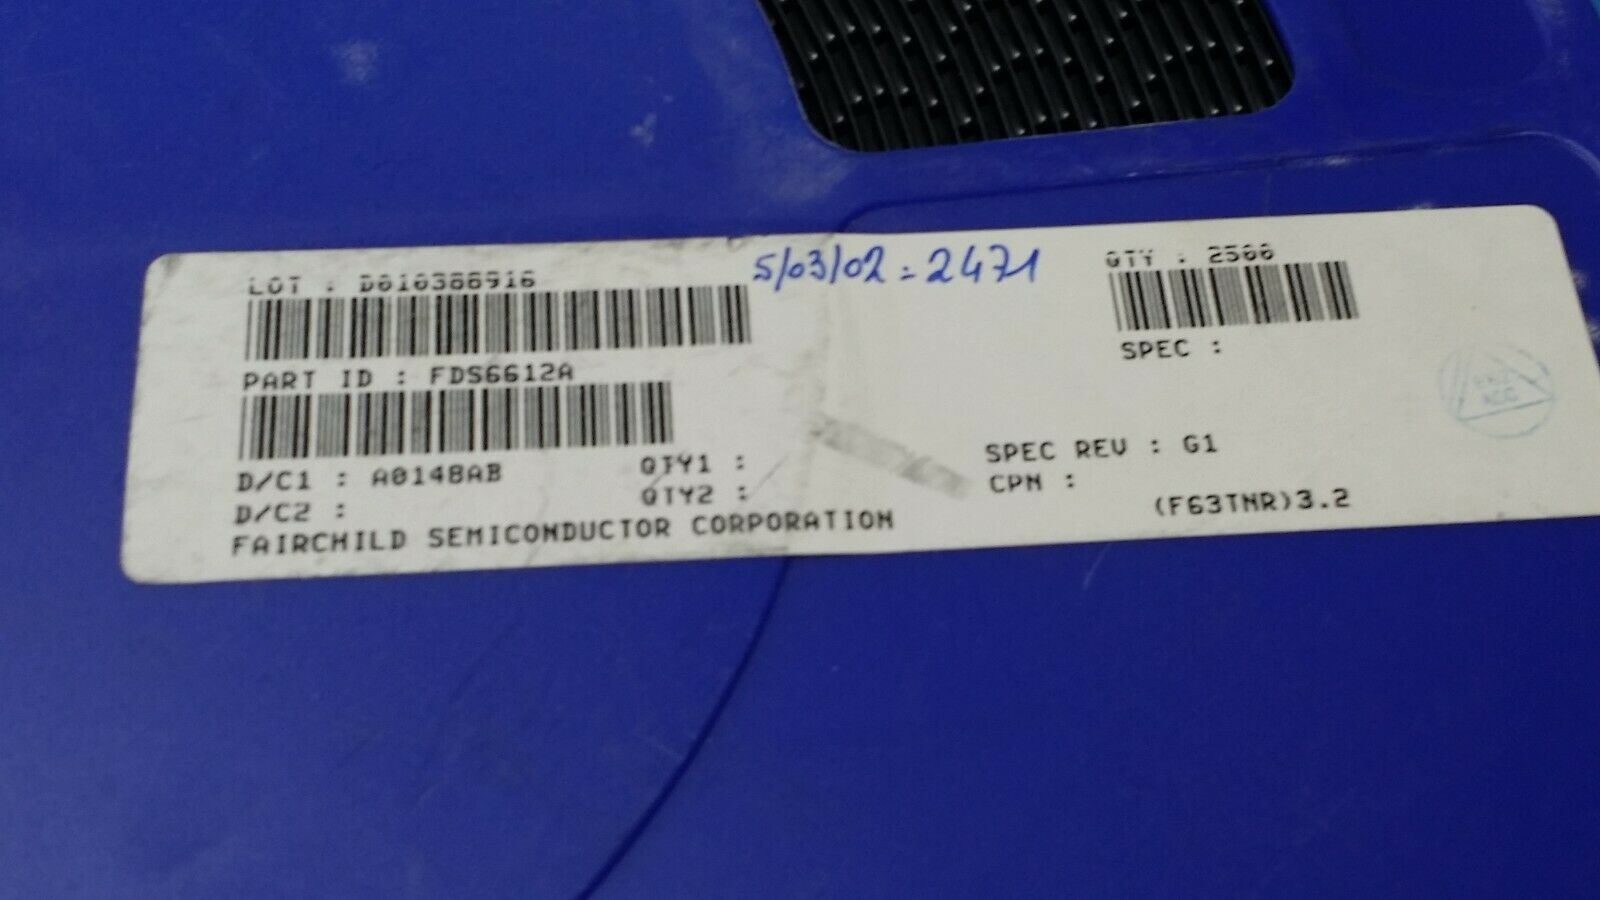 LOT : D010388916
5/03/02 = 2471
QTY : 2500
SPEC :
PART ID : FDS6612A
D/C1 : A0148AB
QTY1 :
SPEC REV : G1
D/C2 :
QTY2 :
CPN :
FAIRCHILD SEMICONDUCTOR CORPORATION
(F63TNR)3.2